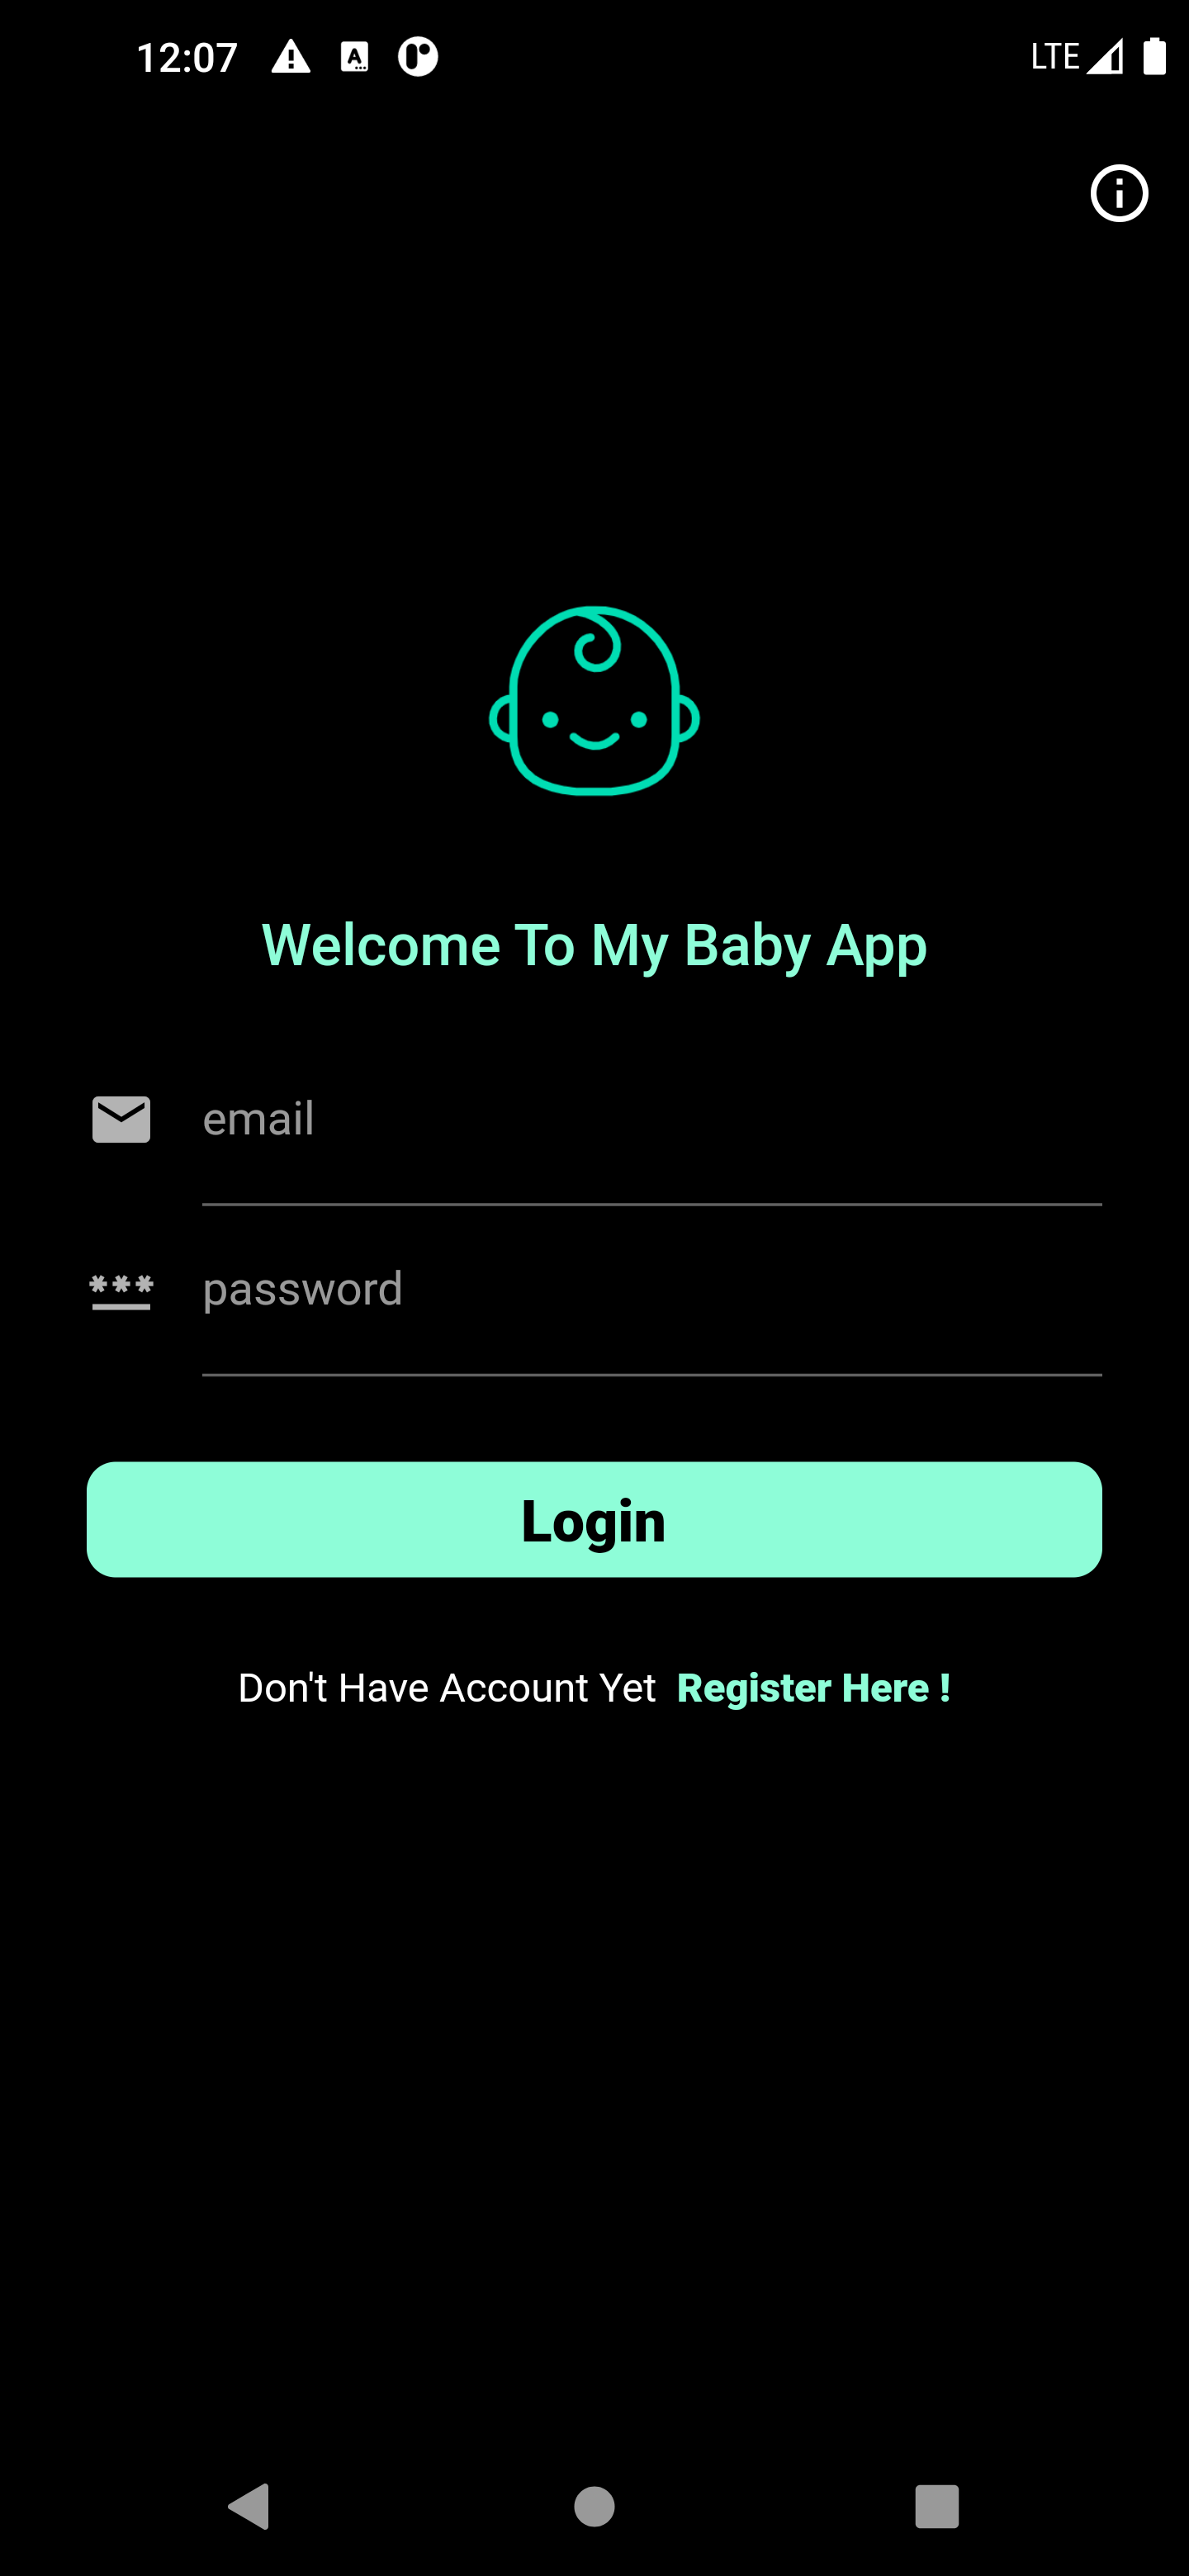 12:07
LTE
Welcome To My Baby App
email
password
Login
Don't Have Account Yet Register Here !